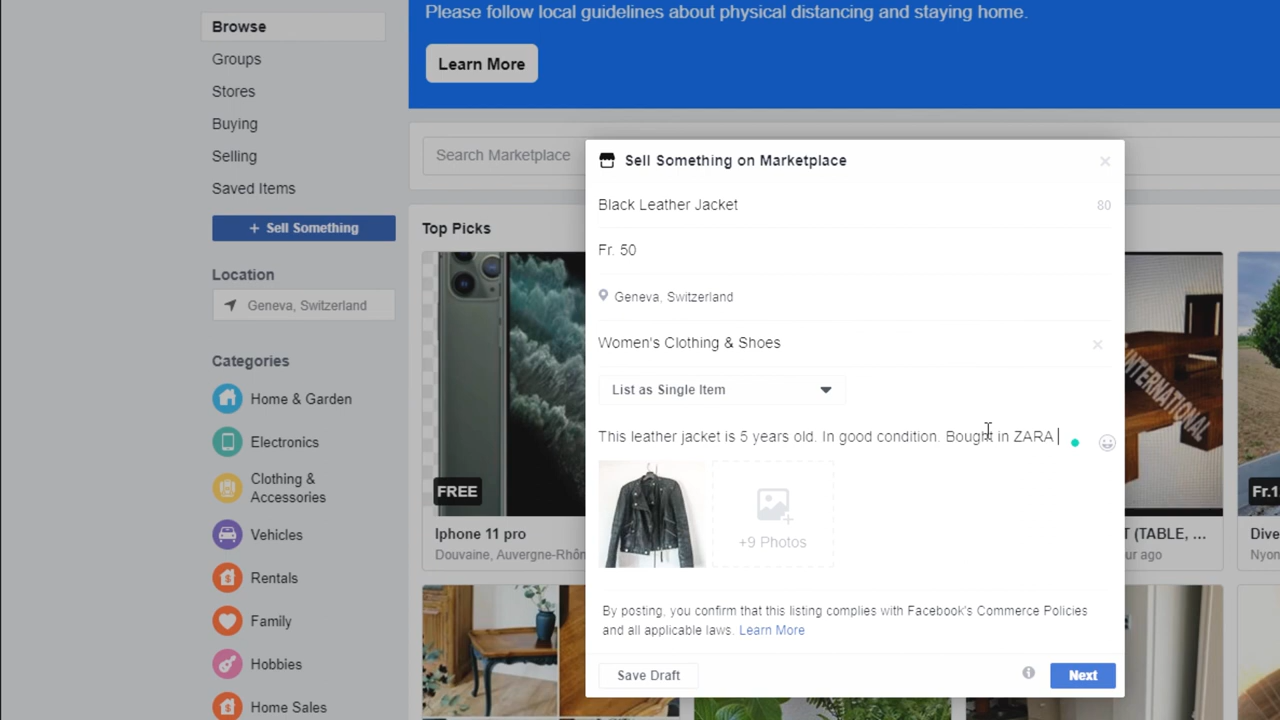 Browse
Groups
Stores
Buying
Selling
Saved Items
+ Sell Something
Location
Geneva, Switzerland
Categories
Home & Garden
Electronics
Clothing &
Accessories
Vehicles
Rentals
Family
Hobbies
Home Sales
Please follow local guidelines about physical distancing and staying home.
Learn More
Search Marketplace
Top Picks
FREE
Iphone 11 pro
Douvaine, Auvergne-Rhôn
Sell Something on Marketplace
Black Leather Jacket
80
Fr. 50
Geneva, Switzerland
Women's Clothing & Shoes
List as Single Item
This leather jacket is 5 years old. In good condition. Bought in ZARA
+9 Photos
By posting, you confirm that this listing complies with Facebook's Commerce Policies
and all applicable laws. Learn More
Save Draft
Next
INTERNATIONAL
T (TABLE, ...
ur ago
Fr.1
Dive
Nyon